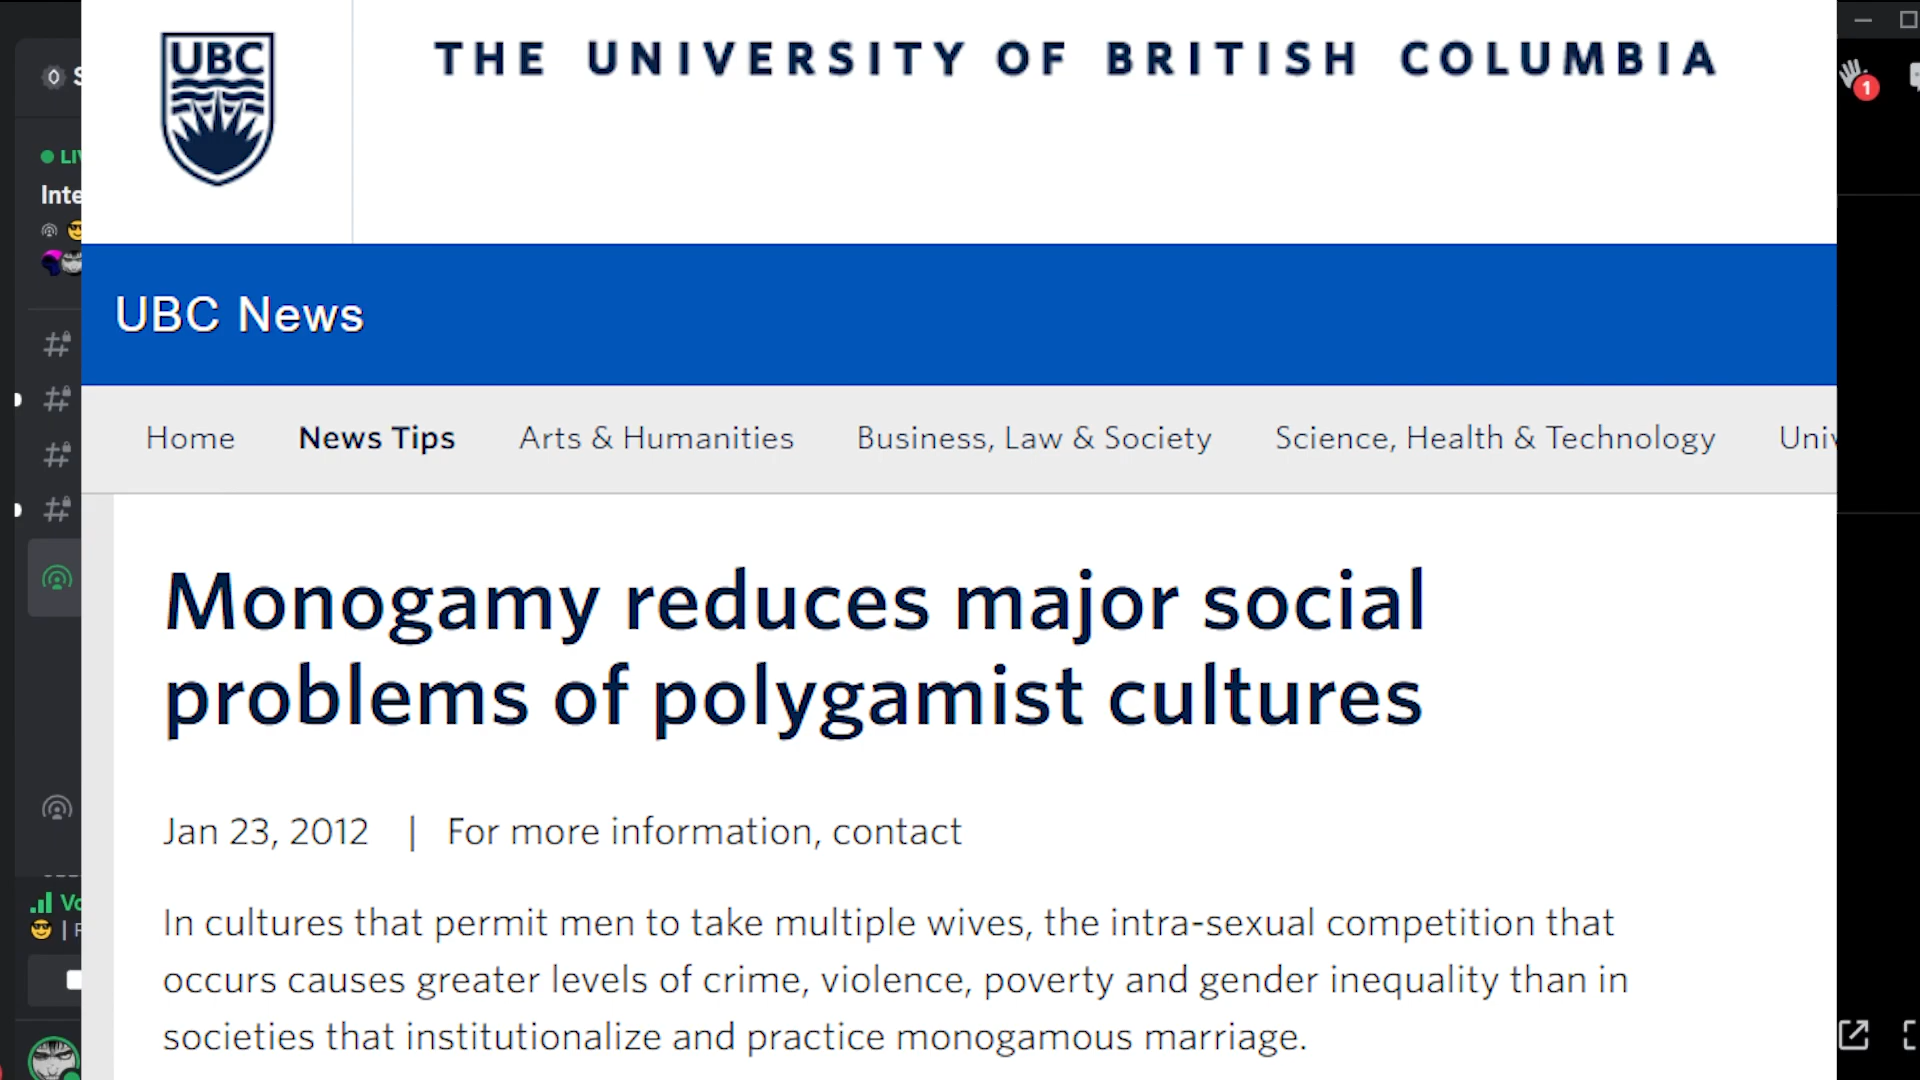 UBC
THE UNIVERSITY OF BRITISH COLUMBIA
1
UBC News
Home News Tips Arts & Humanities Business, Law & Society Science, Health & Technology
Monogamy reduces major social
problems of polygamist cultures
Jan 23, 2012 | For more information, contact
In cultures that permit men to take multiple wives, the intra-sexual competition that
occurs causes greater levels of crime, violence, poverty and gender inequality than in
societies that institutionalize and practice monogamous marriage.